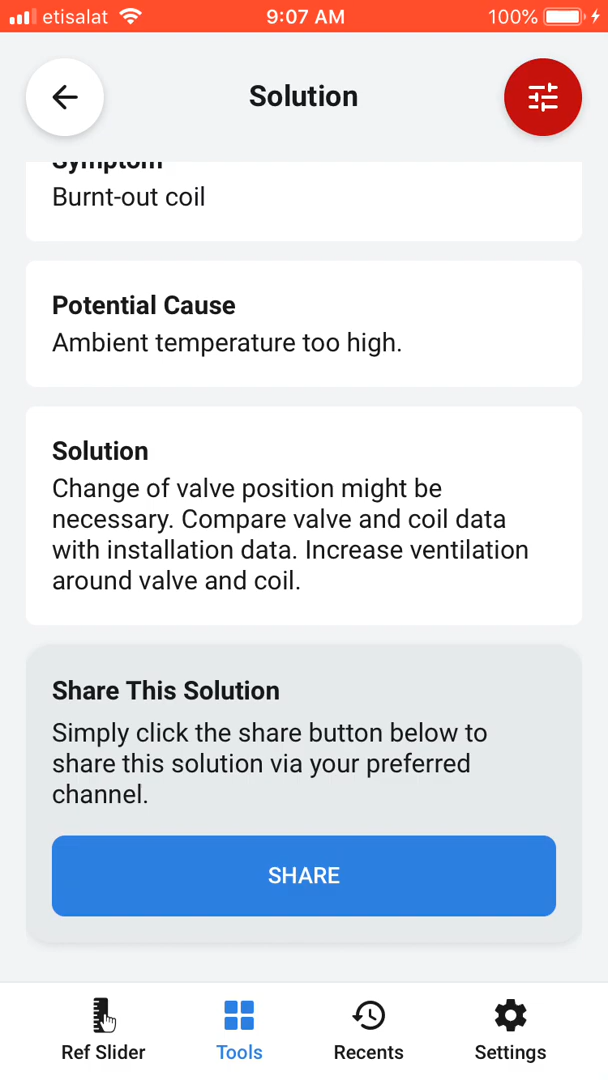 etisalat 9:07 AM 100%
Solution
Symptom
Burnt-out coil
Potential Cause
Ambient temperature too high.
Solution
Change of valve position might be
necessary. Compare valve and coil data
with installation data. Increase ventilation
around valve and coil.
Share This Solution
Simply click the share button below to
share this solution via your preferred
channel.
SHARE
Ref Slider Tools Recents Settings